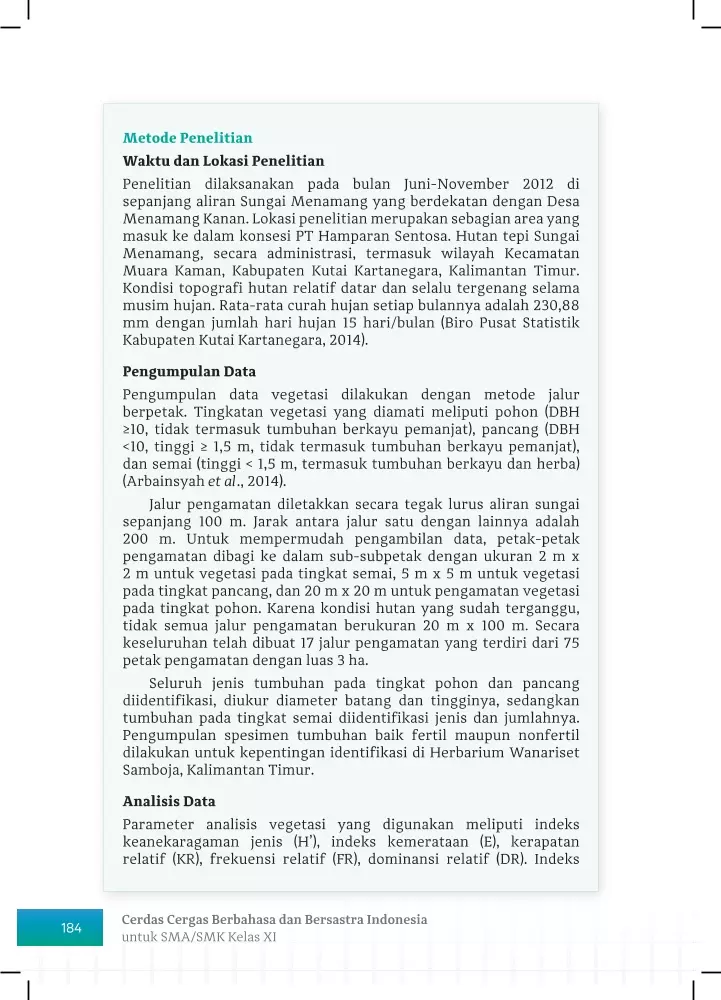 Metode Penelitian
Waktu dan Lokasi Penelitian
Penelitian dilaksanakan pada bulan Juni-November 2012 di
sepanjang aliran Sungai Menamang yang berdekatan dengan Desa
Menamang Kanan. Lokasi penelitian merupakan sebagian area yang
masuk ke dalam konsesi PT Hamparan Sentosa. Hutan tepi Sungai
Menamang, secara administrasi, termasuk wilayah Kecamatan
Muara Kaman, Kabupaten Kutai Kartanegara, Kalimantan Timur.
Kondisi topografi hutan relatif datar dan selalu tergenang selama
musim hujan. Rata-rata curah hujan setiap bulannya adalah 230,88
mm dengan jumlah hari hujan 15 hari/bulan (Biro Pusat Statistik
Kabupaten Kutai Kartanegara, 2014).
Pengumpulan Data
Pengumpulan data vegetasi dilakukan dengan metode jalur
berpetak. Tingkatan vegetasi yang diamati meliputi pohon (DBH
≥10, tidak termasuk tumbuhan berkayu pemanjat), pancang (DBH
<10, tinggi ≥ 1,5 m, tidak termasuk tumbuhan berkayu pemanjat),
dan semai (tinggi < 1,5 m, termasuk tumbuhan berkayu dan herba)
(Arbainsyah et al., 2014).
Jalur pengamatan diletakkan secara tegak lurus aliran sungai
sepanjang 100 m. Jarak antara jalur satu dengan lainnya adalah
200 m. Untuk mempermudah pengambilan data, petak-petak
pengamatan dibagi ke dalam sub-subpetak dengan ukuran 2 m x
2 m untuk vegetasi pada tingkat semai, 5 m x 5 m untuk vegetasi
pada tingkat pancang, dan 20 m x 20 m untuk pengamatan vegetasi
pada tingkat pohon. Karena kondisi hutan yang sudah terganggu,
tidak semua jalur pengamatan berukuran 20 m x 100 m. Secara
keseluruhan telah dibuat 17 jalur pengamatan yang terdiri dari 75
petak pengamatan dengan luas 3 ha.
Seluruh jenis tumbuhan pada tingkat pohon dan pancang
diidentifikasi, diukur diameter batang dan tingginya, sedangkan
tumbuhan pada tingkat semai diidentifikasi jenis dan jumlahnya.
Pengumpulan spesimen tumbuhan baik fertil maupun nonfertil
dilakukan untuk kepentingan identifikasi di Herbarium Wanariset
Samboja, Kalimantan Timur.
Analisis Data
Parameter analisis vegetasi yang digunakan meliputi indeks
keanekaragaman jenis (H’), indeks kemerataan (E), kerapatan
relatif (KR), frekuensi relatif (FR), dominansi relatif (DR). Indeks
184
Cerdas Cergas Berbahasa dan Bersastra Indonesia
untuk SMA/SMK Kelas XI